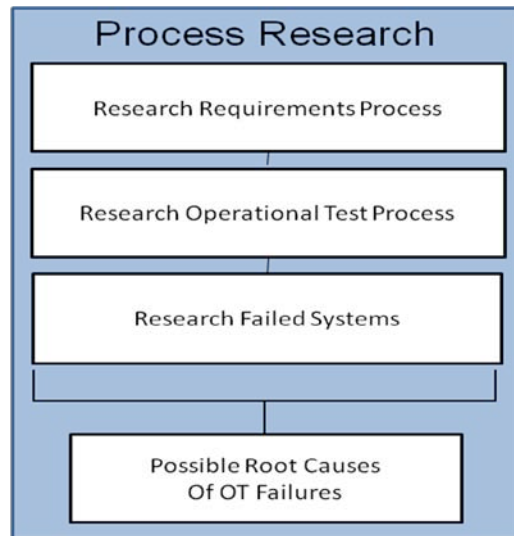 Process Research
Research Requirements Process
Research Operational Test Process
Research Failed Systems
Possible Root Causes
Of OT Failures